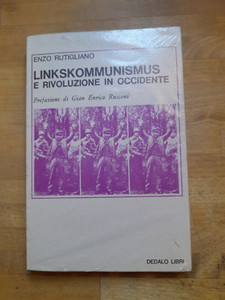 ENZO RUTIGLIANO
LINKSKOMMUNISMUS
E RIVOLUZIONE IN OCCIDENTE
Prefazione di Gian Enrico Rusconi
DEDALO LIBRI